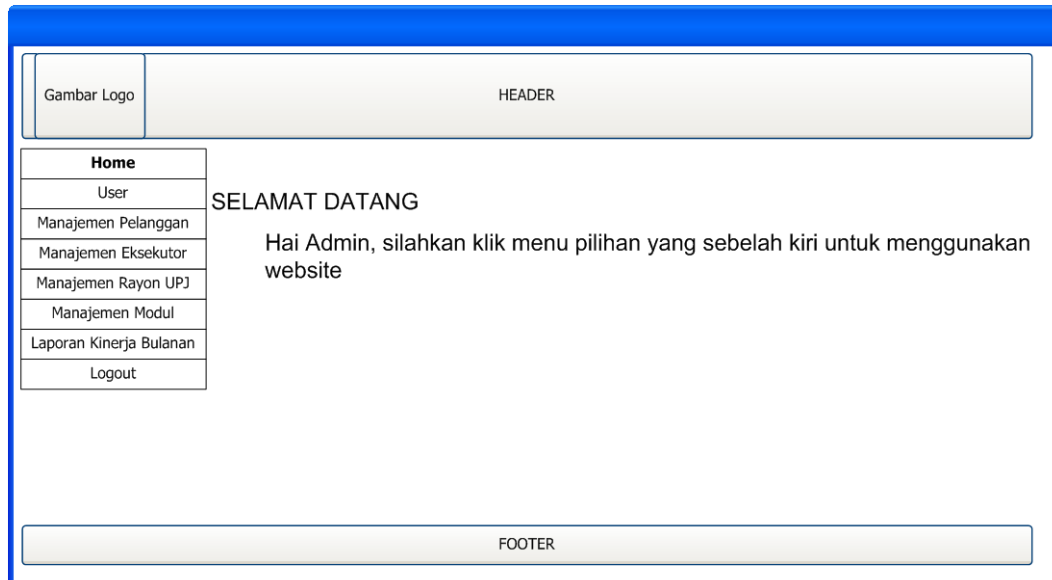 Gambar Logo
HEADER
Home
User
Manajemen Pelanggan
Manajemen Eksekutor
Manajemen Rayon UPJ
Manajemen Modul
Laporan Kinerja Bulanan
Logout
SELAMAT DATANG
Hai Admin, silahkan klik menu pilihan yang sebelah kiri untuk menggunakan
website
FOOTER